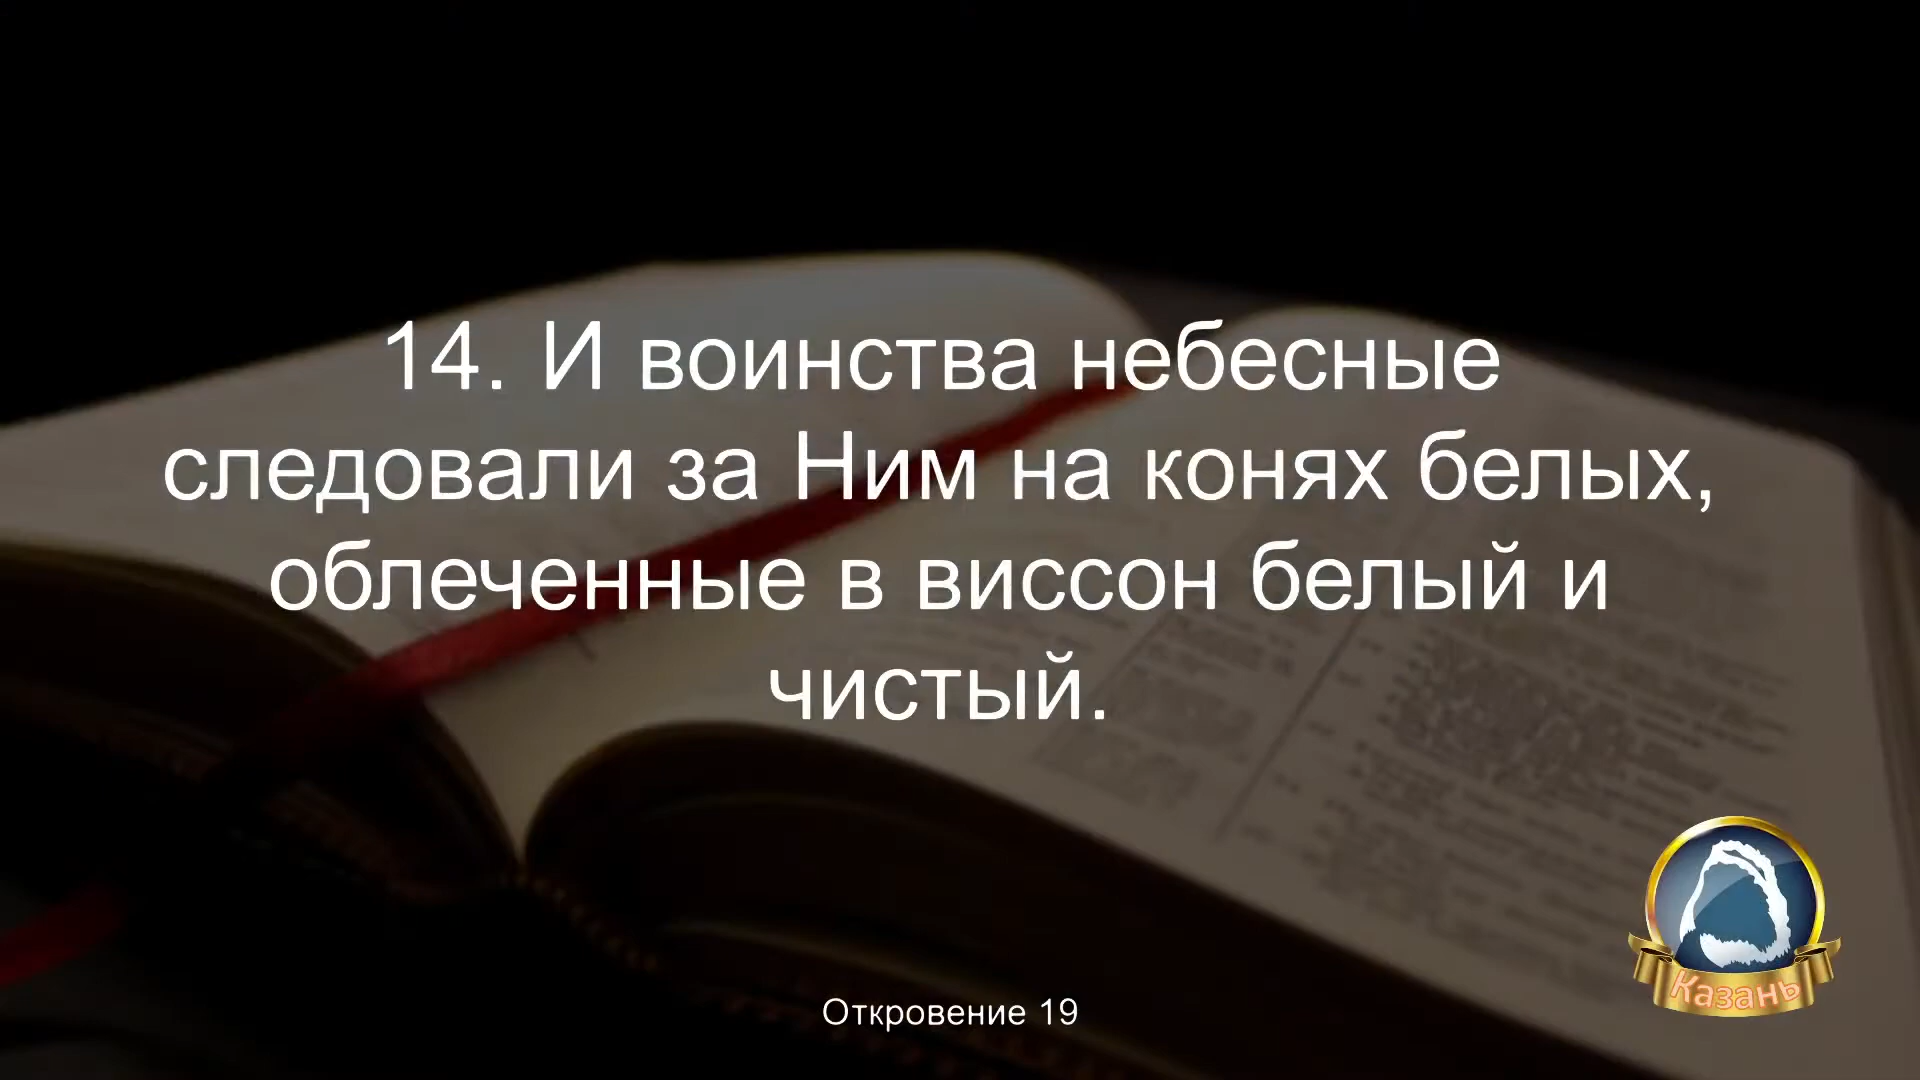 14. И воинства небесные
следовали за Ним на конях белых,
облеченные в виссон белый и
чистый.
Откровение 19
Казань